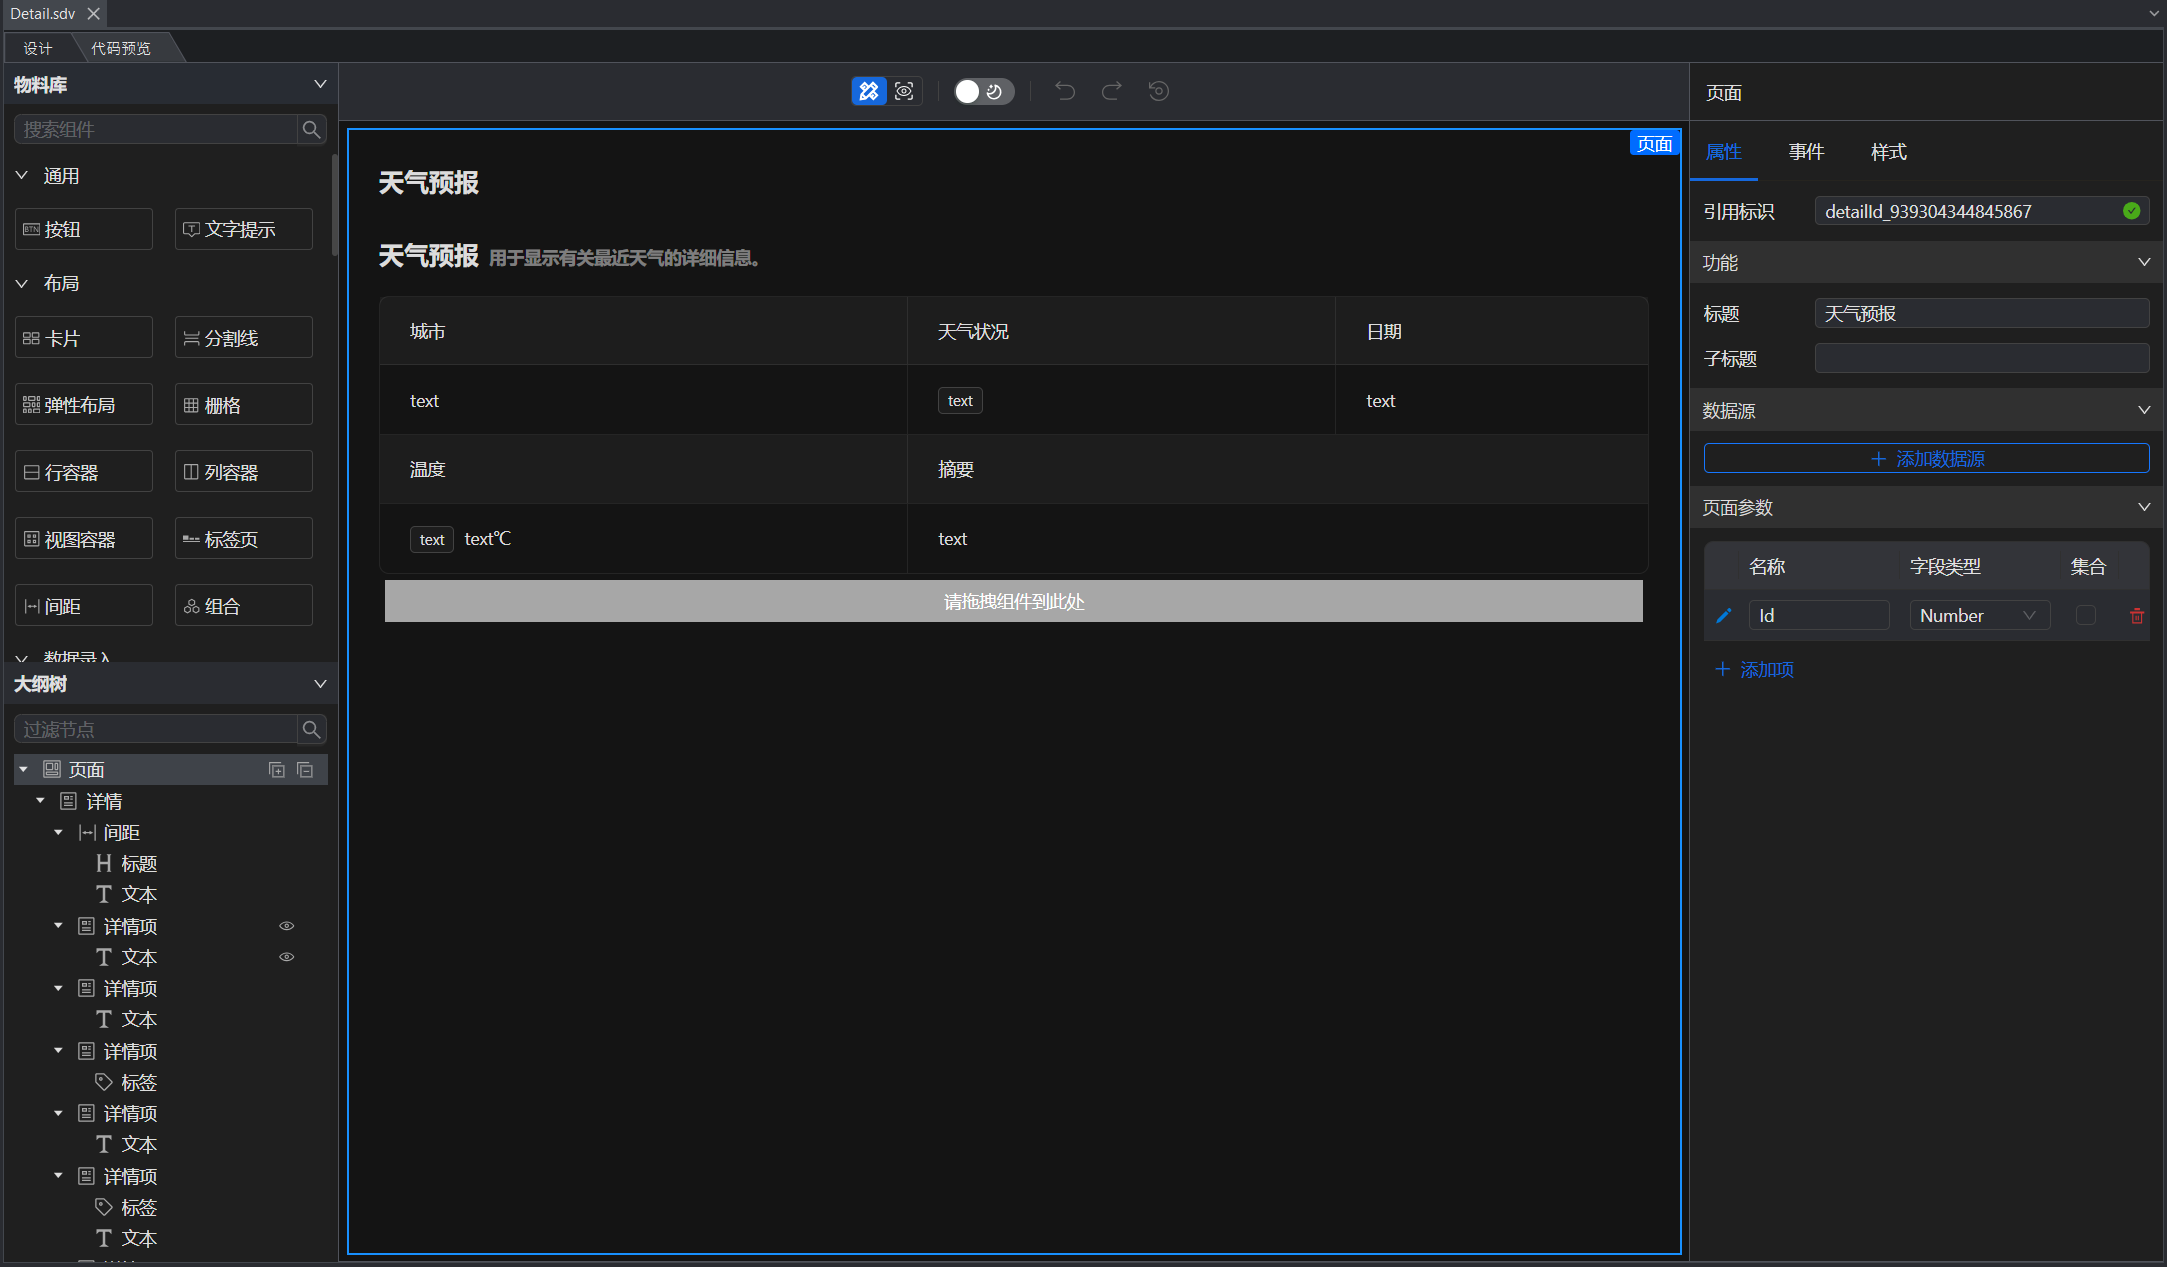 Detail.sdv
设计
代码预览
物料库
搜索组件
通用
按钮
文字提示
布局
卡片
分割线
弹性布局
栅格
行容器
列容器
视图容器
标签页
间距
组合
数据录入
大纲树
过滤节点
页面
详情
间距
标题
文本
详情项
文本
详情项
文本
详情项
标签
详情项
文本
详情项
标签
文本
页面
天气预报
天气预报 用于显示有关最近天气的详细信息。
城市 天气状况 日期
text text text
温度 摘要
text text℃ text
请拖拽组件到此处
页面
属性 事件 样式
引用标识 detailId_939304344845867
功能
标题 天气预报
子标题
数据源
添加数据源
页面参数
名称 字段类型 集合
Id Number
添加项